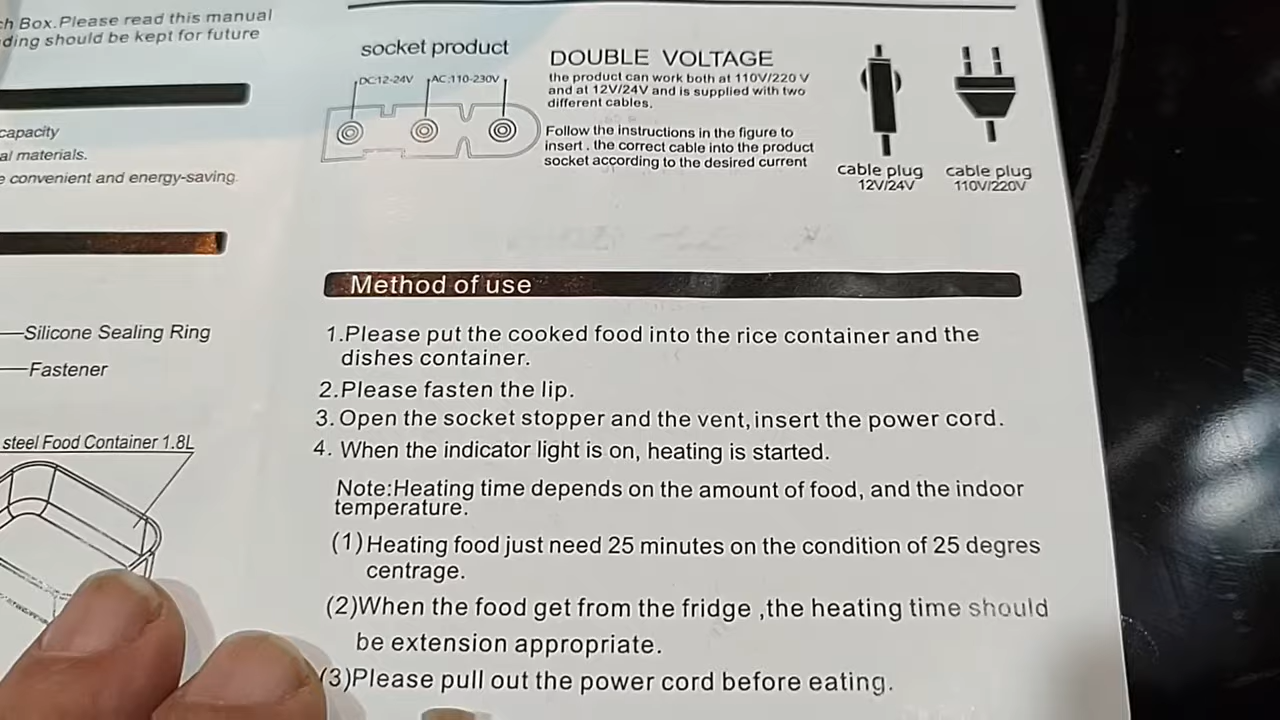 ch Box.Please read this manual
ding should be kept for future
capacity
al materials.
e convenient and energy-saving.
Silicone Sealing Ring
Fastener
steel Food Container 1.8L
socket product
DC:12-24V
AC:110-230V
DOUBLE VOLTAGE
the product can work both at 110V/220 V
and at 12V/24V and is supplied with two
different cables.
Follow the instructions in the figure to
insert . the correct cable into the product
socket according to the desired current
cable plug
12V/24V
cable plug
110V/220V
Method of use
1.Please put the cooked food into the rice container and the
dishes container.
2.Please fasten the lip.
3. Open the socket stopper and the vent,insert the power cord.
4. When the indicator light is on, heating is started.
Note:Heating time depends on the amount of food, and the indoor
temperature.
(1)Heating food just need 25 minutes on the condition of 25 degres
centrage.
(2)When the food get from the fridge ,the heating time should
be extension appropriate.
(3)Please pull out the power cord before eating.